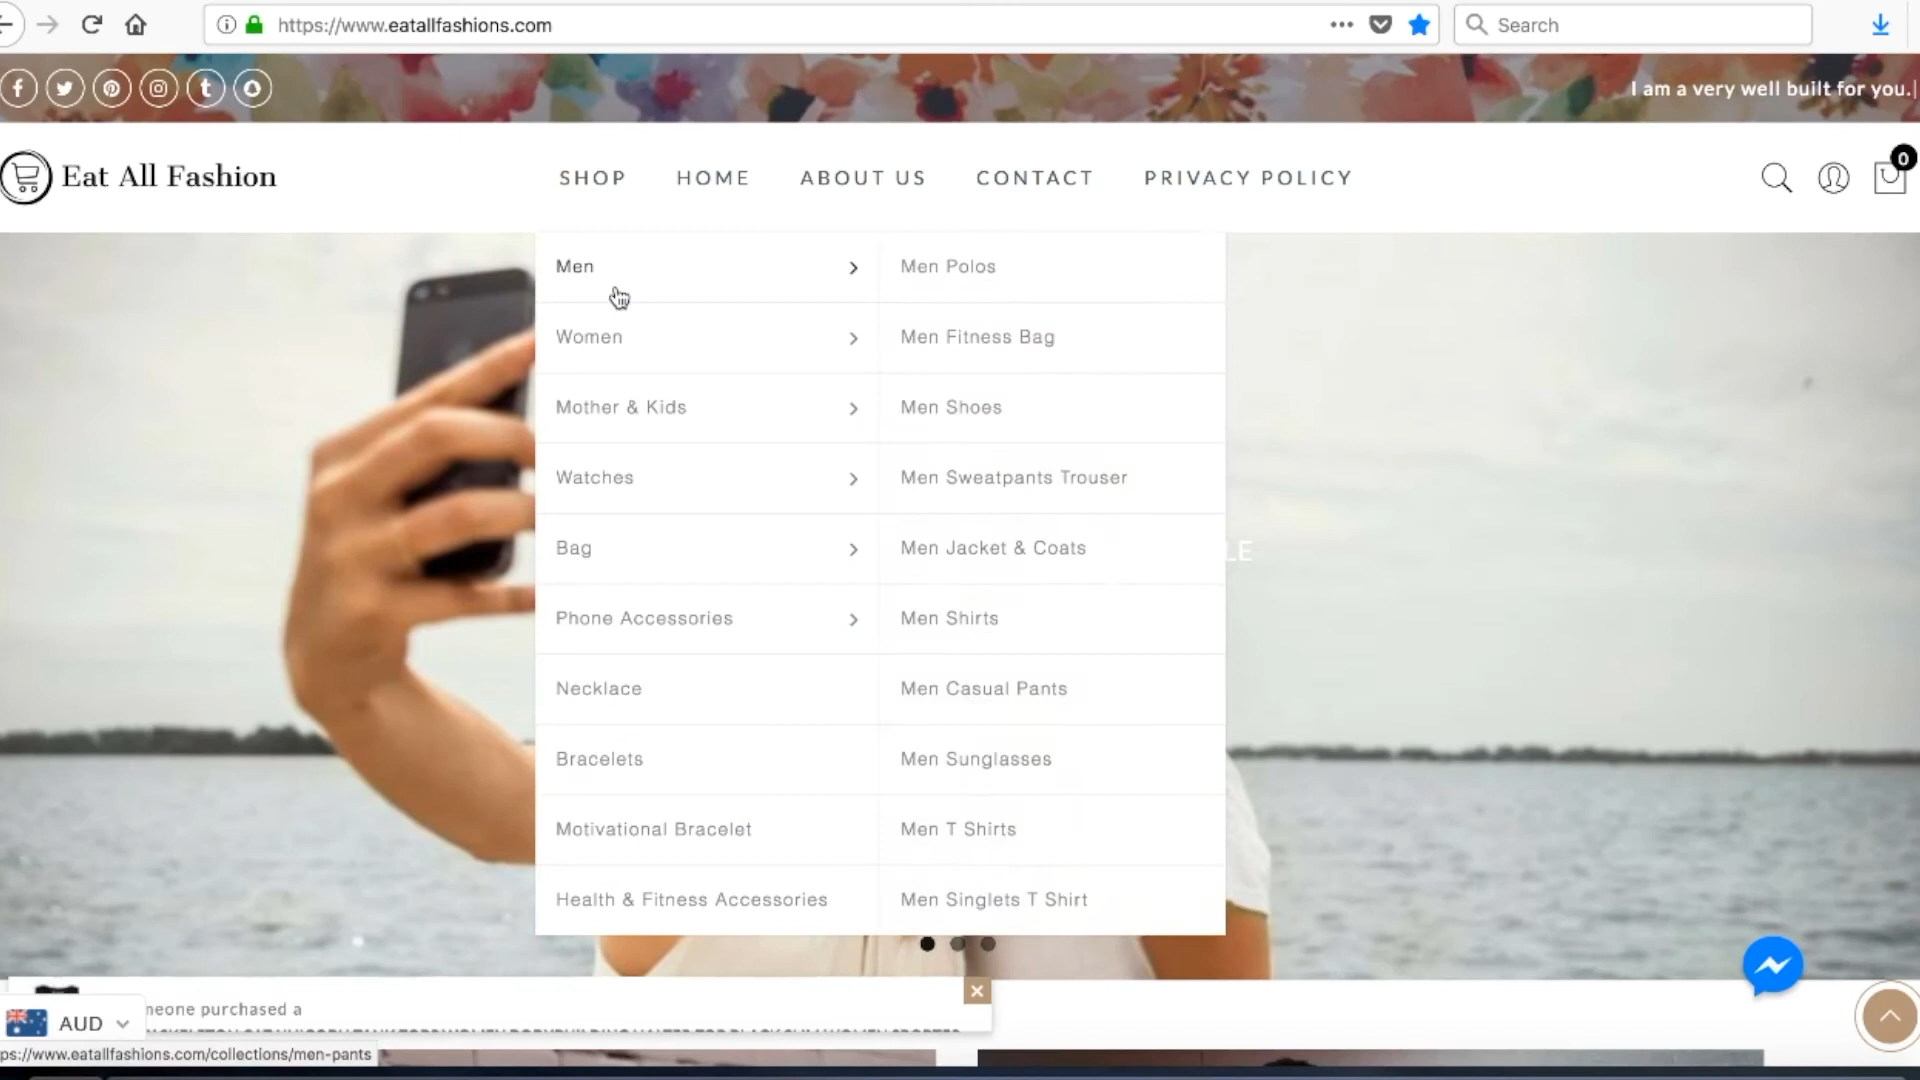 https://www.eatallfashions.com
Search
I am a very well built for you.
Eat All Fashion
SHOP
HOME
ABOUT US
CONTACT
PRIVACY POLICY
0
Men
Men Polos
Women
Men Fitness Bag
Mother & Kids
Men Shoes
Watches
Men Sweatpants Trouser
Bag
Men Jacket & Coats
LE
Phone Accessories
Men Shirts
Necklace
Men Casual Pants
Bracelets
Men Sunglasses
Motivational Bracelet
Men T Shirts
Health & Fitness Accessories
Men Singlets T Shirt
neone purchased a
AUD
ps://www.eatallfashions.com/collections/men-pants